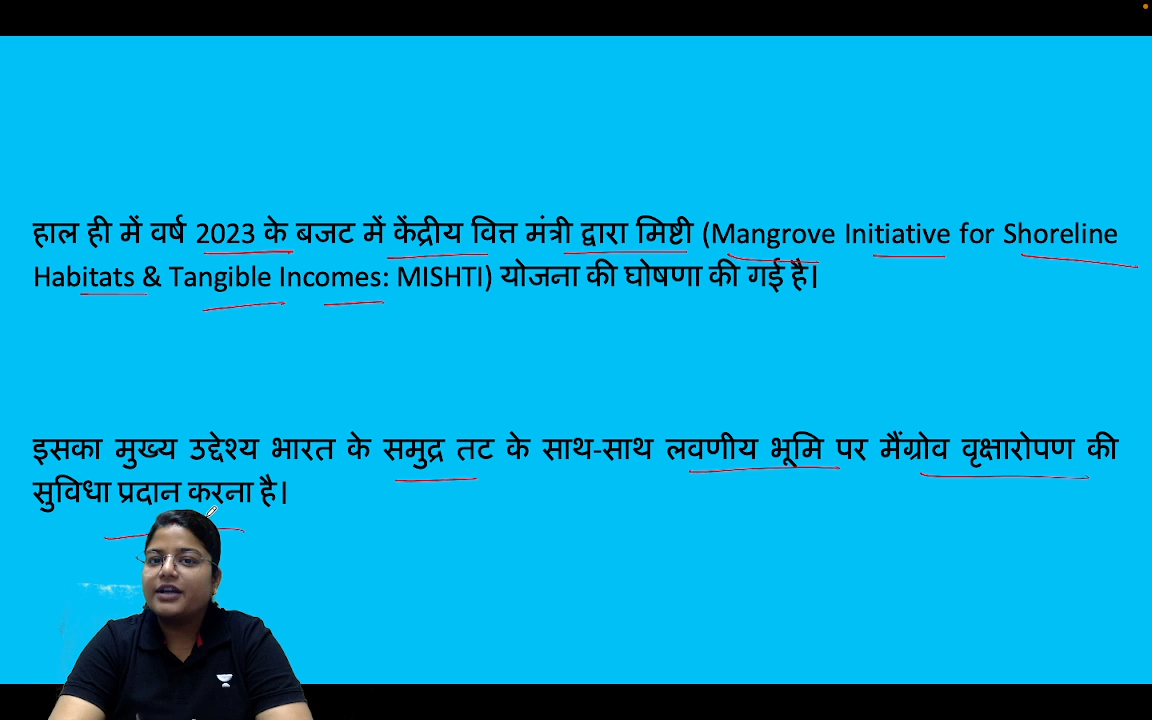 हाल ही में वर्ष 2023 के बजट में केंद्रीय वित्त मंत्री द्वारा मिष्टी (Mangrove Initiative for Shoreline
Habitats & Tangible Incomes: MISHTI) योजना की घोषणा की गई है।
इसका मुख्य उद्देश्य भारत के समुद्र तट के साथ-साथ लवणीय भूमि पर मैंग्रोव वृक्षारोपण की
सुविधा प्रदान करना है।